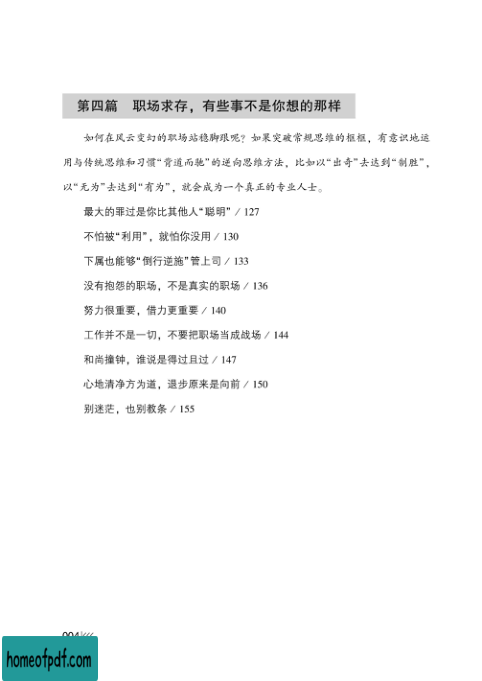 第四篇 职场求存，有些事不是你想的那样
如何在风云变幻的职场站稳脚跟呢？如果突破常规思维的框框，有意识地运
用与传统思维和习惯“背道而驰”的逆向思维方法，比如以“出奇”去达到“制胜”，
以“无为”去达到“有为”，就会成为一个真正的专业人士。
最大的罪过是你比其他人“聪明” / 127
不怕被“利用”，就怕你没用 / 130
下属也能够“倒行逆施”管上司 / 133
没有抱怨的职场，不是真实的职场 / 136
努力很重要，借力更重要 / 140
工作并不是一切，不要把职场当成战场 / 144
和尚撞钟，谁说是得过且过 / 147
心地清净方为道，退步原来是向前 / 150
别迷茫，也别教条 / 155
004
homeofpdf.com